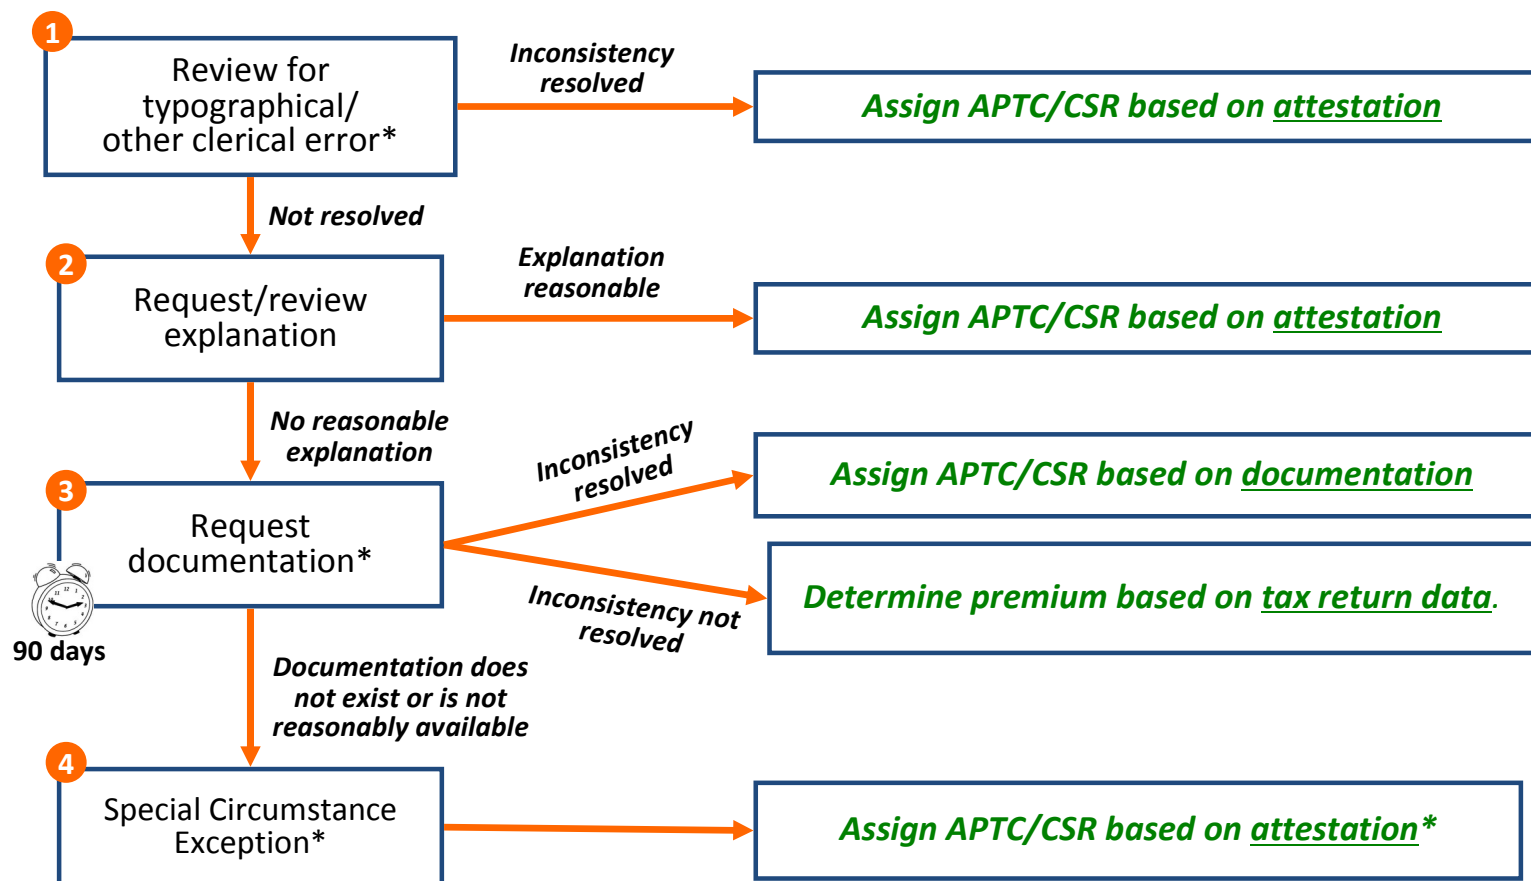 1
Review for
typographical/
other clerical error*
Inconsistency
resolved
Assign APTC/CSR based on attestation
Not resolved
2
Request/review
explanation
Explanation
reasonable
Assign APTC/CSR based on attestation
No reasonable
explanation
3
Request
documentation*
90 days
Inconsistency
resolved
Assign APTC/CSR based on documentation
Inconsistency not
resolved
Determine premium based on tax return data.
Documentation does
not exist or is not
reasonably available
4
Special Circumstance
Exception*
Assign APTC/CSR based on attestation*